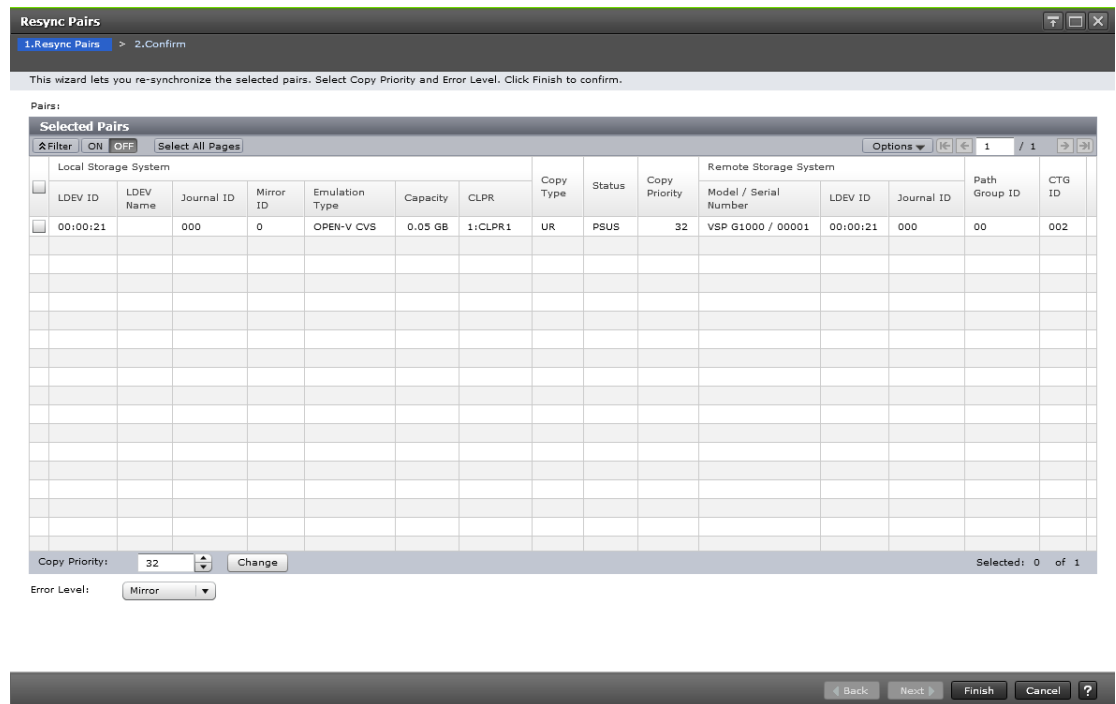 Resync Pairs
1.Resync Pairs > 2.Confirm
This wizard lets you re-synchronize the selected pairs. Select Copy Priority and Error Level. Click Finish to confirm.
Pairs:
Selected Pairs
Filter ON OFF Select All Pages Options 1 / 1
Local Storage System Copy Type Status Copy Priority Remote Storage System Path Group ID CTG ID
LDEV ID LDEV Name Journal ID Mirror ID Emulation Type Capacity CLPR Model / Serial Number LDEV ID Journal ID
00:00:21 000 0 OPEN-V CVS 0.05 GB 1:CLPR1 UR PSUS 32 VSP G1000 / 00001 00:00:21 000 00 002
Copy Priority: 32 Change Selected: 0 of 1
Error Level: Mirror
Back Next Finish Cancel ?